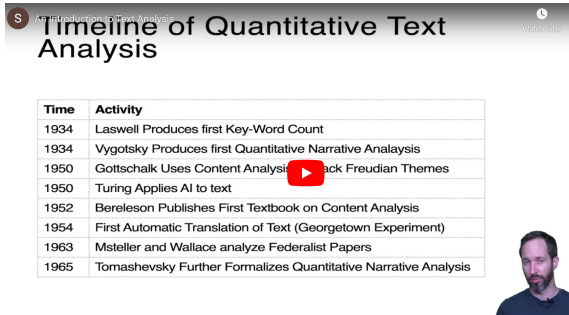 S
An Introduction to Text Analysis
Timeline of Quantitative Text
Analysis
Time Activity
1934 Laswell Produces first Key-Word Count
1934 Vygotsky Produces first Quantitative Narrative Analaysis
1950 Gottschalk Uses Content Analysis ack Freudian Themes
1950 Turing Applies AI to text
1952 Bereleson Publishes First Textbook on Content Analysis
1954 First Automatic Translation of Text (Georgetown Experiment)
1963 Msteller and Wallace analyze Federalist Papers
1965 Tomashevsky Further Formalizes Quantitative Narrative Analysis